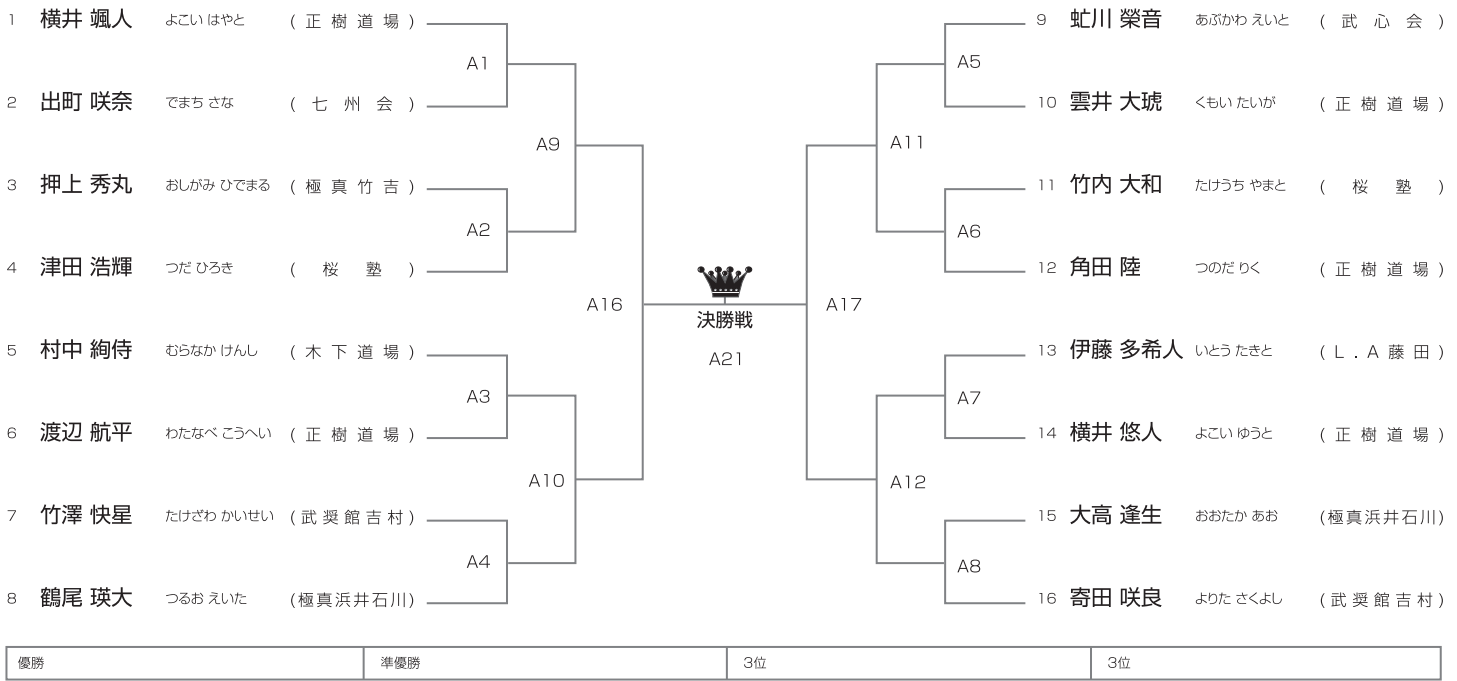 1 横井 颯人 よこい はやと (正樹道場)
2 出町 咲奈 でまち さな (七州会)
3 押上 秀丸 おしがみ ひでまる (極真竹吉)
4 津田 浩輝 つだ ひろき (桜塾)
5 村中 絢侍 むらなか けんし (木下道場)
6 渡辺 航平 わたなべ こうへい (正樹道場)
7 竹澤 快星 たけざわ かいせい (武奨館吉村)
8 鶴尾 瑛大 つるお えいた (極真浜井石川)
A1
A2
A3
A4
A9
A10
A16
決勝戦
A21
A17
A11
A12
A5
A6
A7
A8
9 虻川 榮音 あぶかわ えいと (武心会)
10 雲井 大琥 くもい たいが (正樹道場)
11 竹内 大和 たけうち やまと (桜塾)
12 角田 陸 つのだ りく (正樹道場)
13 伊藤 多希人 いとう たきと (L.A藤田)
14 横井 悠人 よこい ゆうと (正樹道場)
15 大高 逢生 おおたか あお (極真浜井石川)
16 寄田 咲良 よりた さくよし (武奨館吉村)
優勝 準優勝 3位 3位